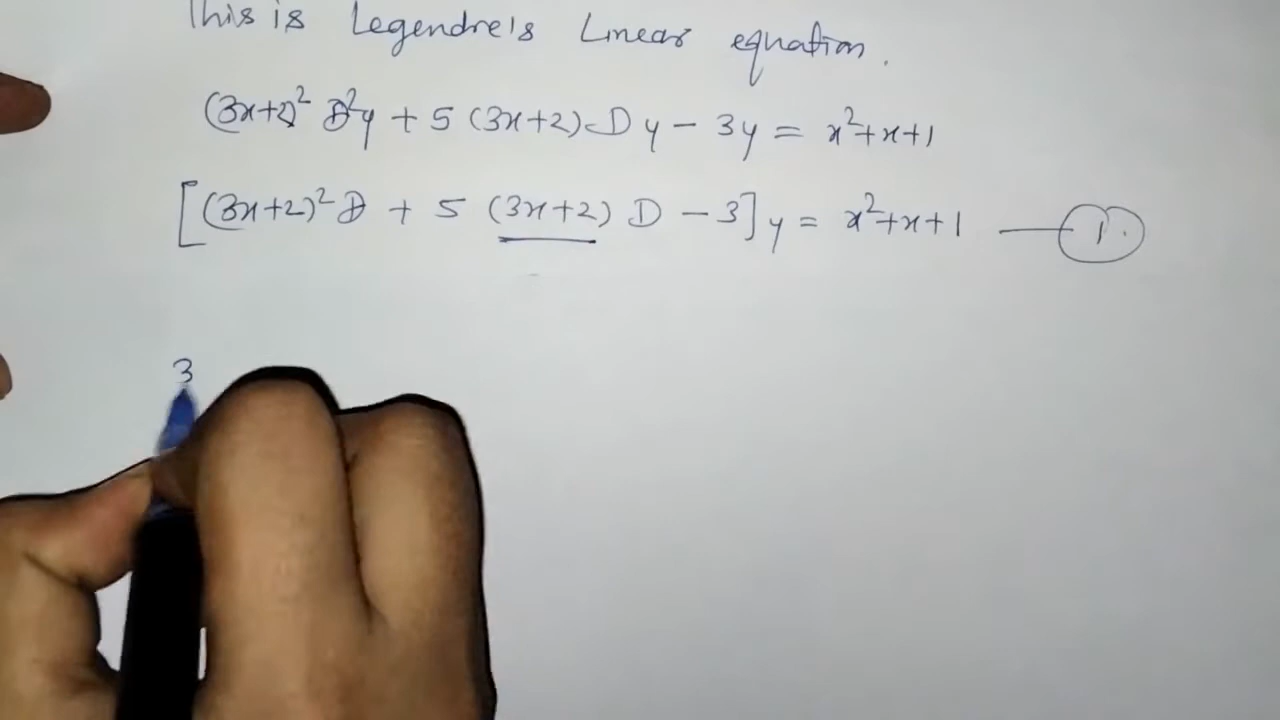 This is Legendre's Linear equation.
(3x+2)² D²y + 5 (3x+2) D y − 3y = x²+x+1
[(3x+2)² D + 5 (3x+2) D − 3] y = x²+x+1 — 1.
3